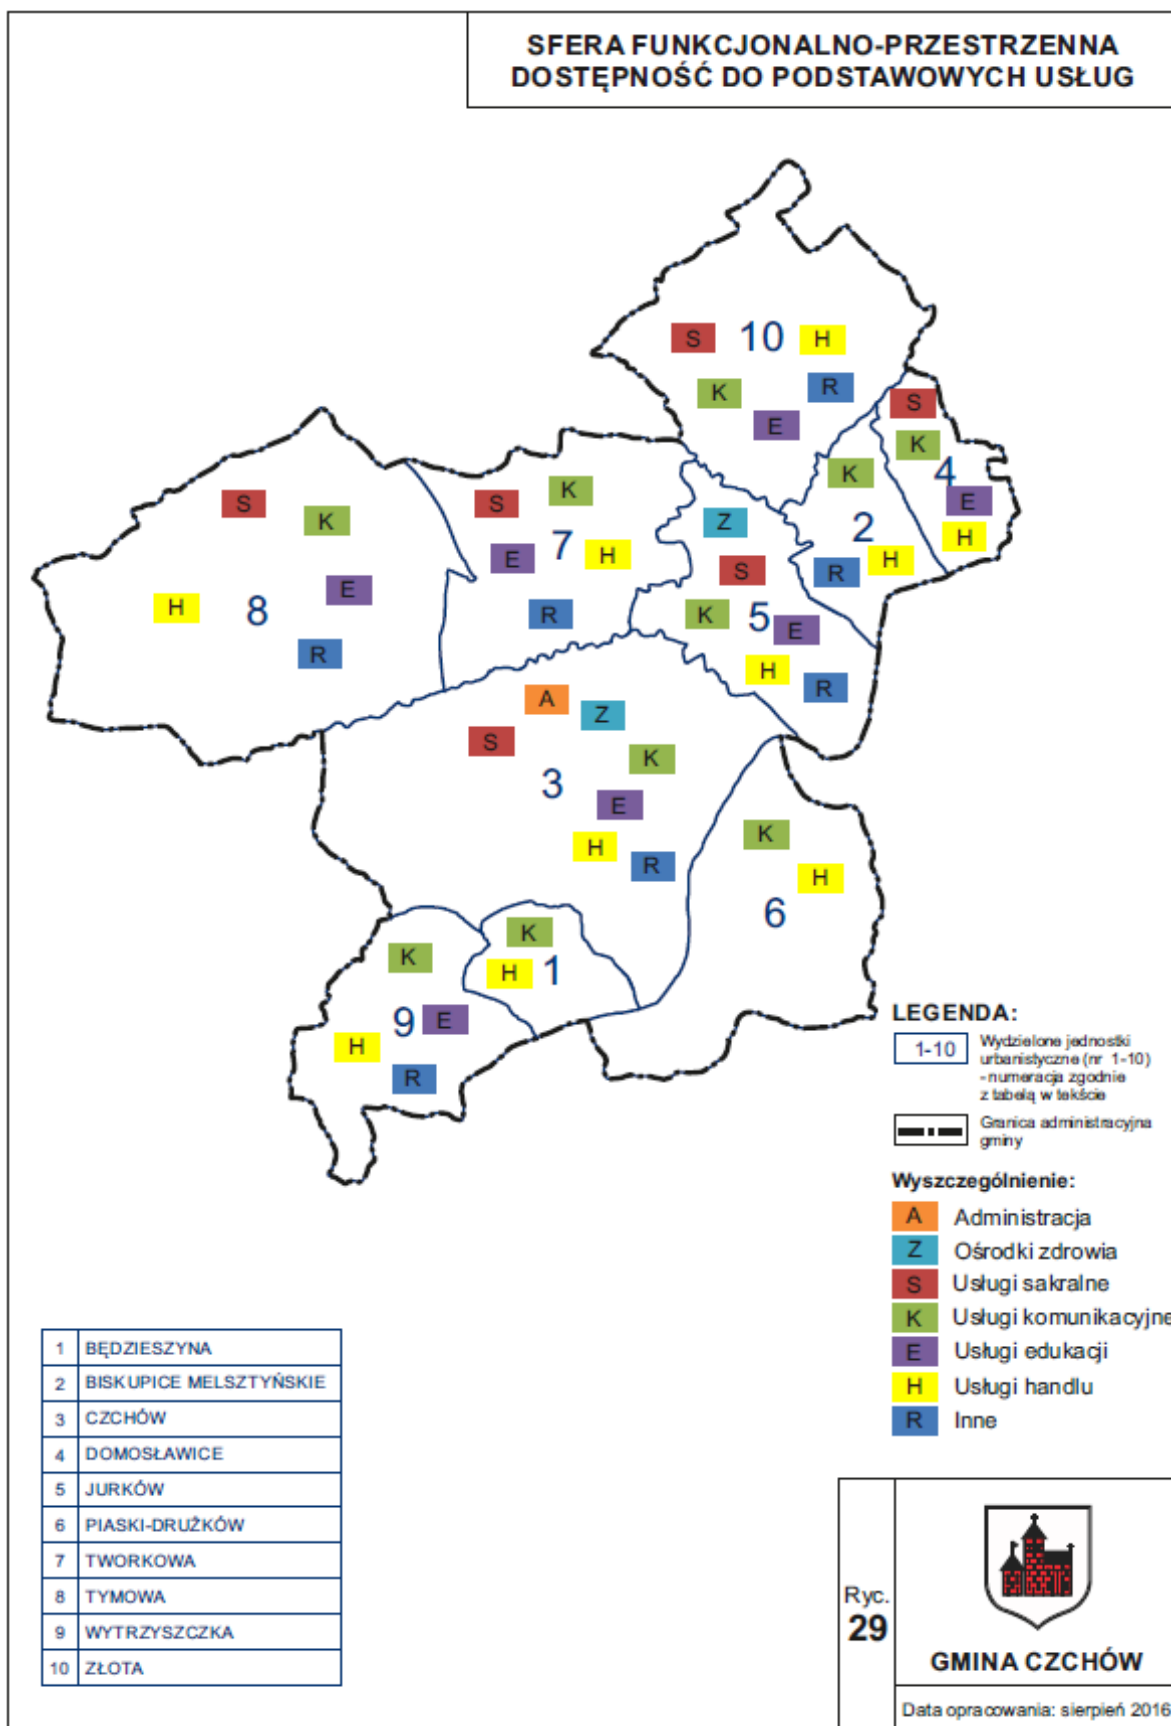 SFERA FUNKCJONALNO-PRZESTRZENNA
DOSTĘPNOŚĆ DO PODSTAWOWYCH USŁUG
S 10 H
K R
E
S
K
4
E
H
K
2
H
R
S K
7
E H
R
Z
S
K 5 E
H
R
S K
E
H 8
R
A
Z
S
K
3
E
H
R
K
H
6
K
H 1
K
9 E
H
R
LEGENDA:
1-10 Wydzielone jednostki
urbanistyczne (nr 1-10)
- numeracja zgodnie
z tabelą w tekście
Granica administracyjna
gminy
Wyszczególnienie:
A Administracja
Z Ośrodki zdrowia
S Usługi sakralne
K Usługi komunikacyjne
E Usługi edukacji
H Usługi handlu
R Inne
1 BĘDZIESZYNA
2 BISKUPICE MELSZTYŃSKIE
3 CZCHÓW
4 DOMOSŁAWICE
5 JURKÓW
6 PIASKI-DRUŻKÓW
7 TWORKOWA
8 TYMOWA
9 WYTRZYSZCZKA
10 ZŁOTA
Ryc.
29
GMINA CZCHÓW
Data opracowania: sierpień 2016